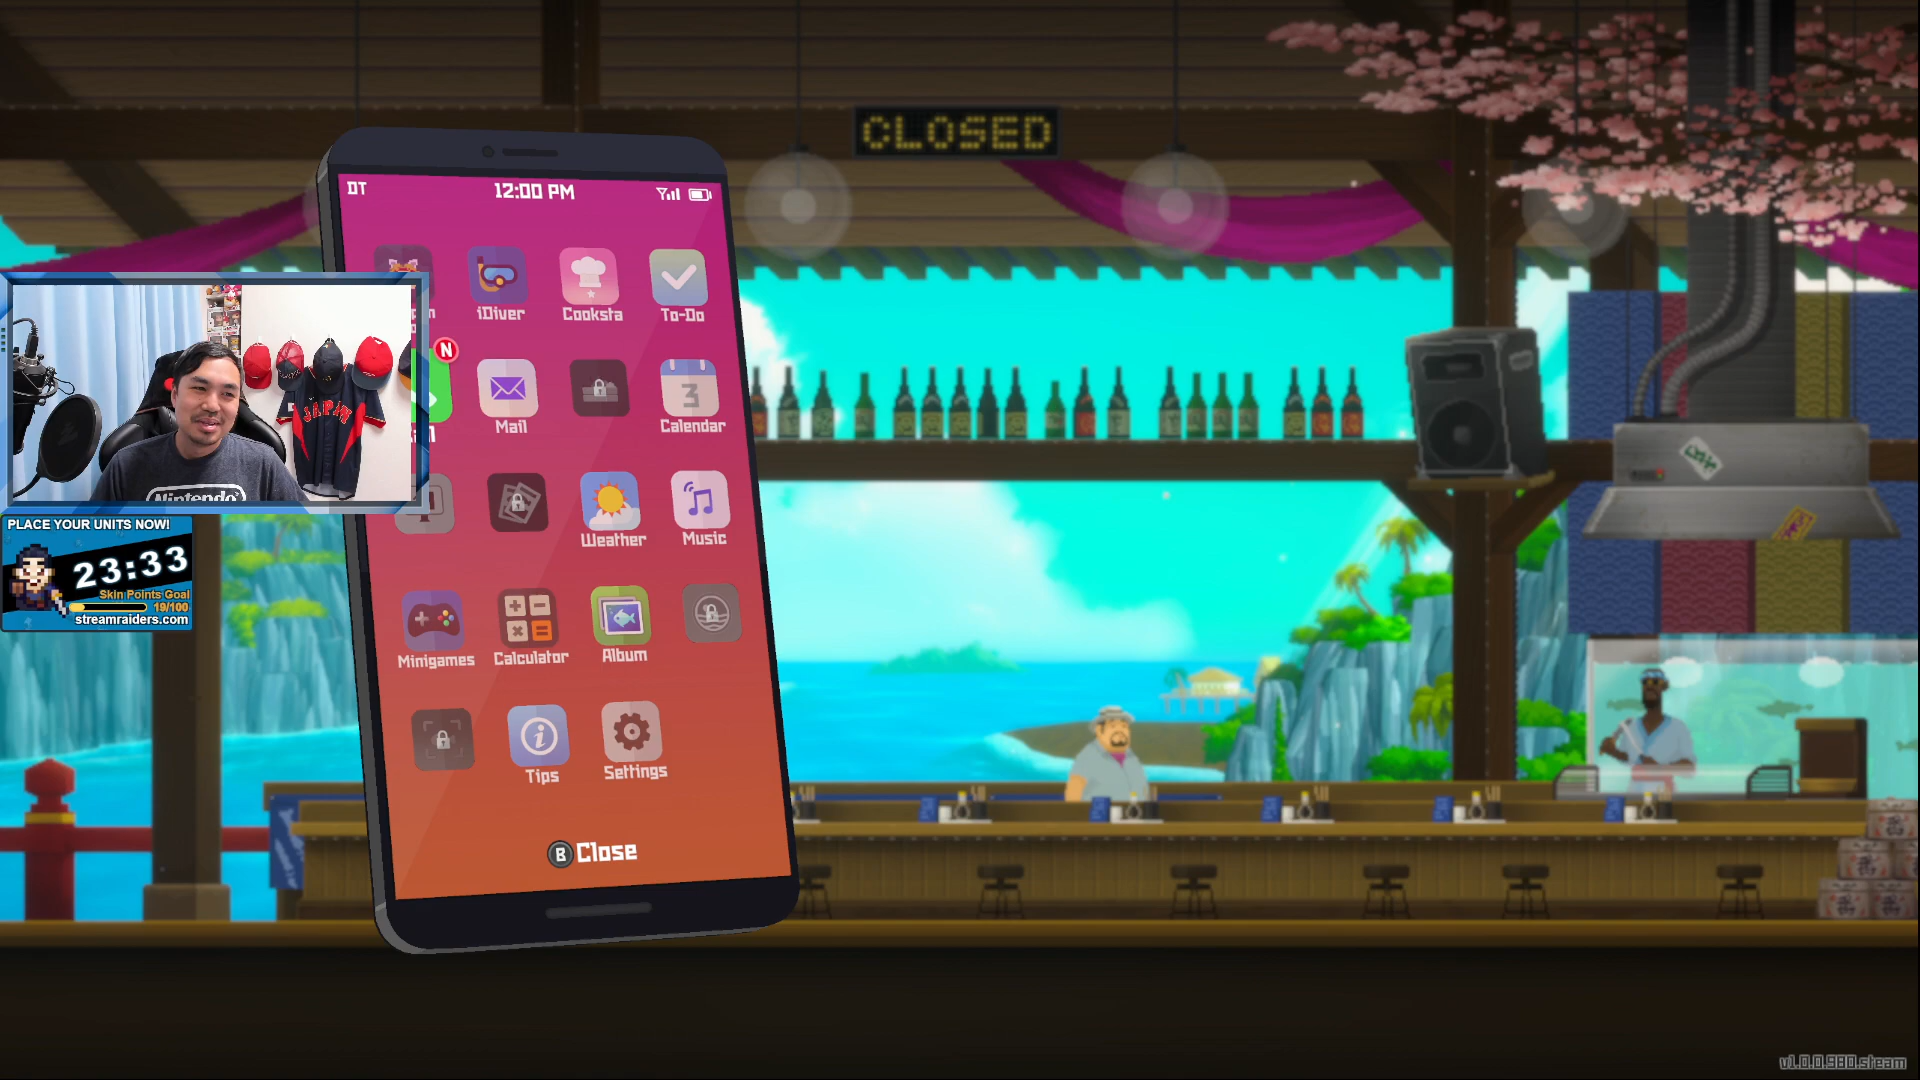 CLOSED
DT
12:00 PM
iDiver
Cooksta
To-Do
N
Mail
3
Calendar
JAPAN
Nintendo
Weather
Music
PLACE YOUR UNITS NOW!
23:33
Skin Points Goal
19/100
streamraiders.com
Minigames
Calculator
Album
Tips
Settings
B Close
v1.0.0.980.steam